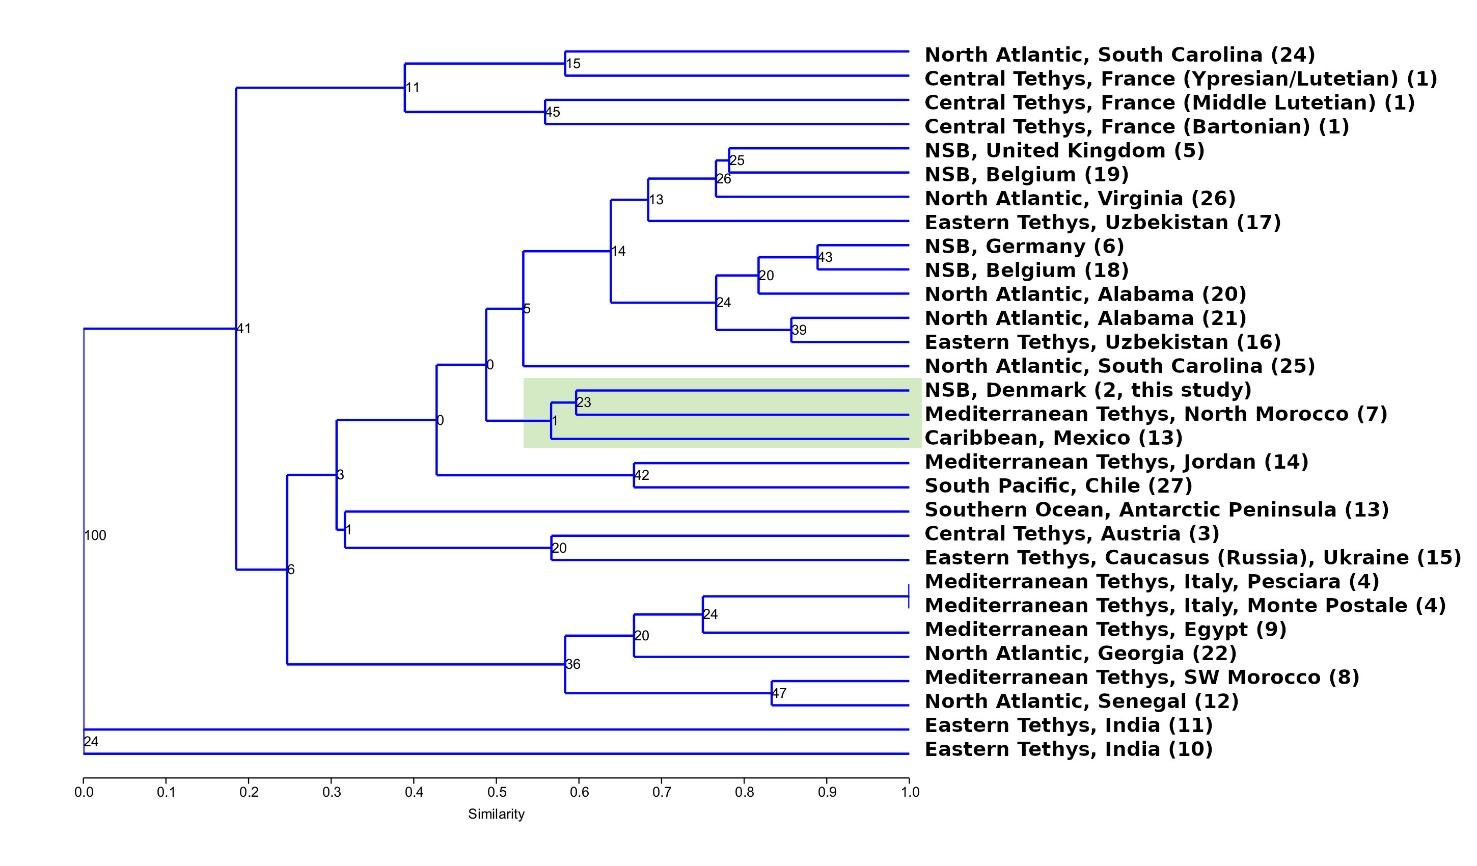 North Atlantic, South Carolina (24)
15
Central Tethys, France (Ypresian/Lutetian) (1)
11
Central Tethys, France (Middle Lutetian) (1)
45
Central Tethys, France (Bartonian) (1)
NSB, United Kingdom (5)
25
NSB, Belgium (19)
26
North Atlantic, Virginia (26)
13
Eastern Tethys, Uzbekistan (17)
NSB, Germany (6)
14
43
NSB, Belgium (18)
20
North Atlantic, Alabama (20)
24
5
North Atlantic, Alabama (21)
41
39
Eastern Tethys, Uzbekistan (16)
0
North Atlantic, South Carolina (25)
NSB, Denmark (2, this study)
23
Mediterranean Tethys, North Morocco (7)
0
1
Caribbean, Mexico (13)
Mediterranean Tethys, Jordan (14)
3
42
South Pacific, Chile (27)
Southern Ocean, Antarctic Peninsula (13)
1
100
Central Tethys, Austria (3)
20
Eastern Tethys, Caucasus (Russia), Ukraine (15)
6
Mediterranean Tethys, Italy, Pesciara (4)
Mediterranean Tethys, Italy, Monte Postale (4)
24
Mediterranean Tethys, Egypt (9)
20
North Atlantic, Georgia (22)
36
Mediterranean Tethys, SW Morocco (8)
47
North Atlantic, Senegal (12)
Eastern Tethys, India (11)
24
Eastern Tethys, India (10)
0.0 0.1 0.2 0.3 0.4 0.5 0.6 0.7 0.8 0.9 1.0
Similarity